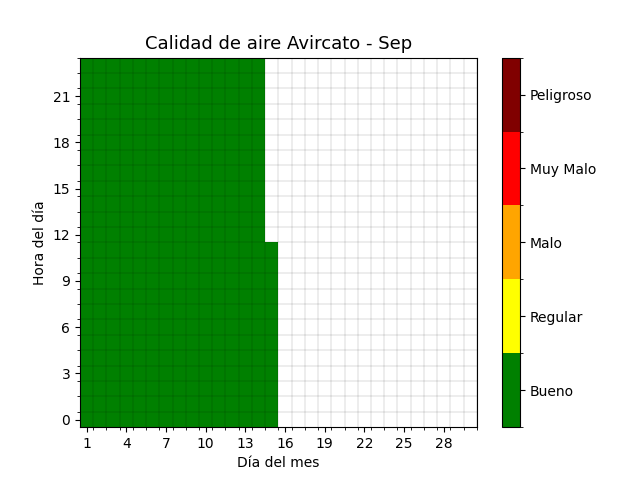 Calidad de aire Avircato - Sep
Hora del día
21
18
15
12
9
6
3
0
1 4 7 10 13 16 19 22 25 28
Día del mes
Peligroso
Muy Malo
Malo
Regular
Bueno